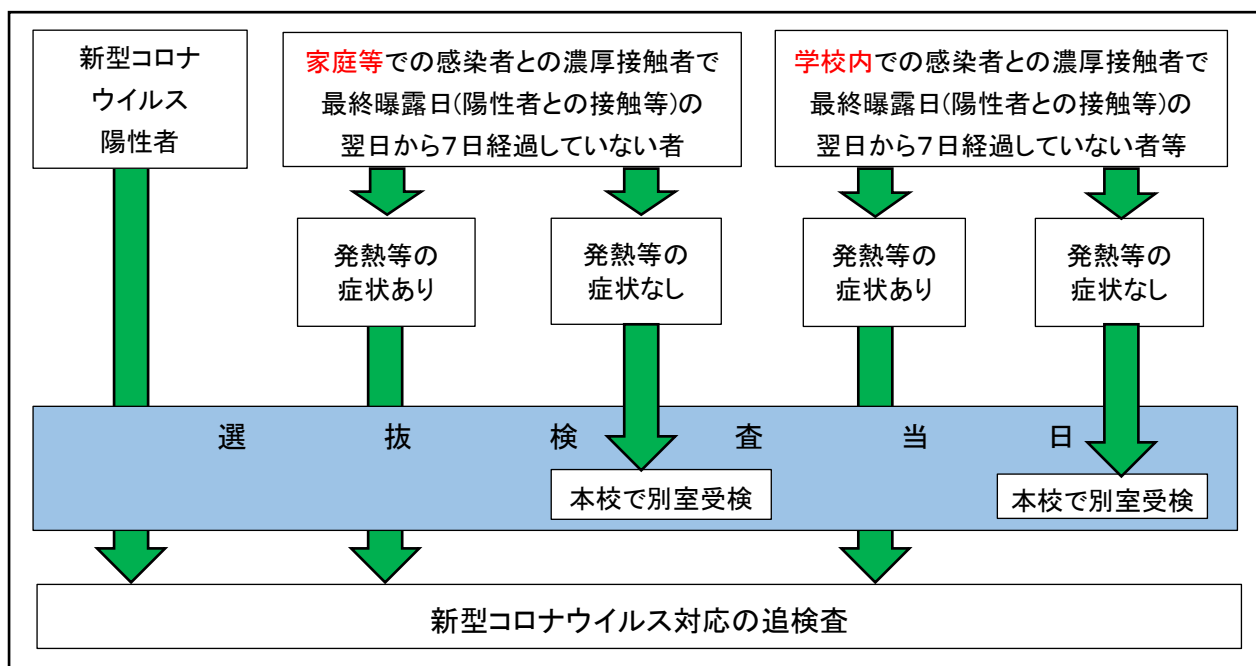 新型コロナ
ウイルス
陽性者
家庭等での感染者との濃厚接触者で
最終曝露日(陽性者との接触等)の
翌日から7日経過していない者
学校内での感染者との濃厚接触者で
最終曝露日(陽性者との接触等)の
翌日から7日経過していない者等
発熱等の
症状あり
発熱等の
症状なし
発熱等の
症状あり
発熱等の
症状なし
選抜検査当日
本校で別室受検
本校で別室受検
新型コロナウイルス対応の追検査